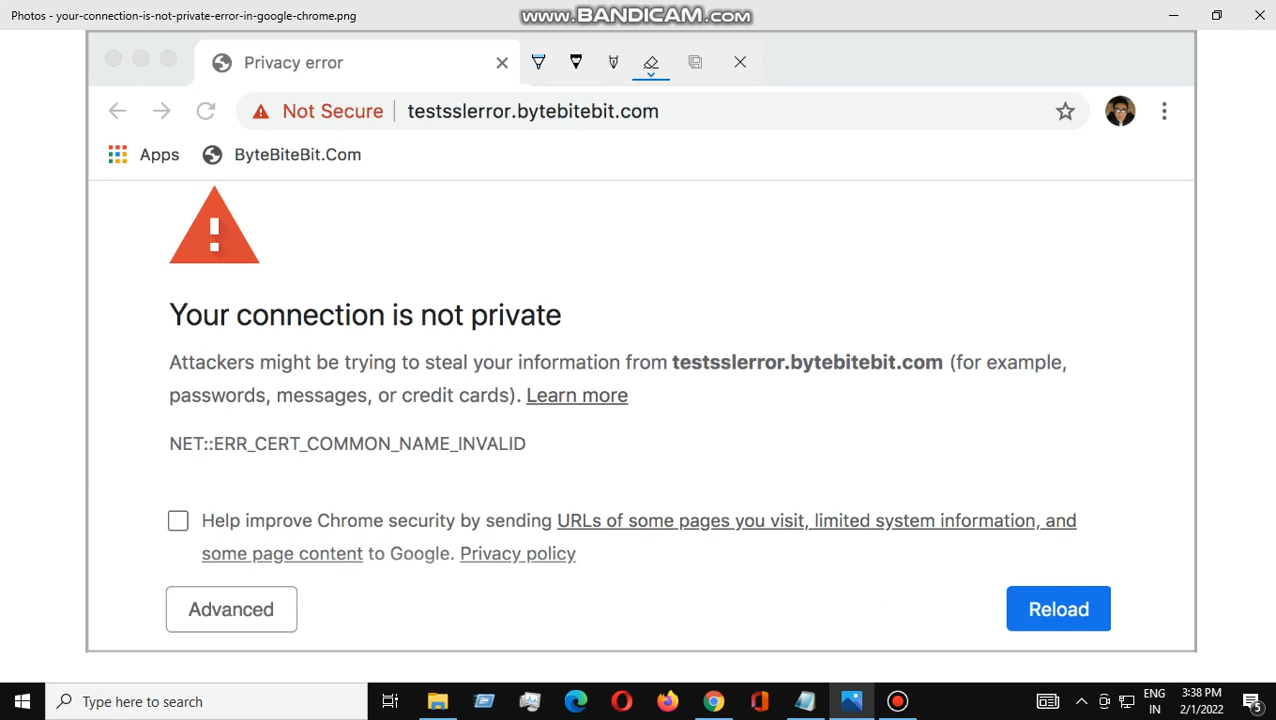 Photos - your-connection-is-not-private-error-in-google-chrome.png
www.BANDICAM.com
Privacy error
Not Secure
testsslerror.bytebitebit.com
Apps
ByteBiteBit.Com
Your connection is not private
Attackers might be trying to steal your information from testsslerror.bytebitebit.com (for example,
passwords, messages, or credit cards). Learn more
NET::ERR_CERT_COMMON_NAME_INVALID
Help improve Chrome security by sending URLs of some pages you visit, limited system information, and
some page content to Google. Privacy policy
Advanced
Reload
Type here to search
ENG
IN
3:38 PM
2/1/2022
5